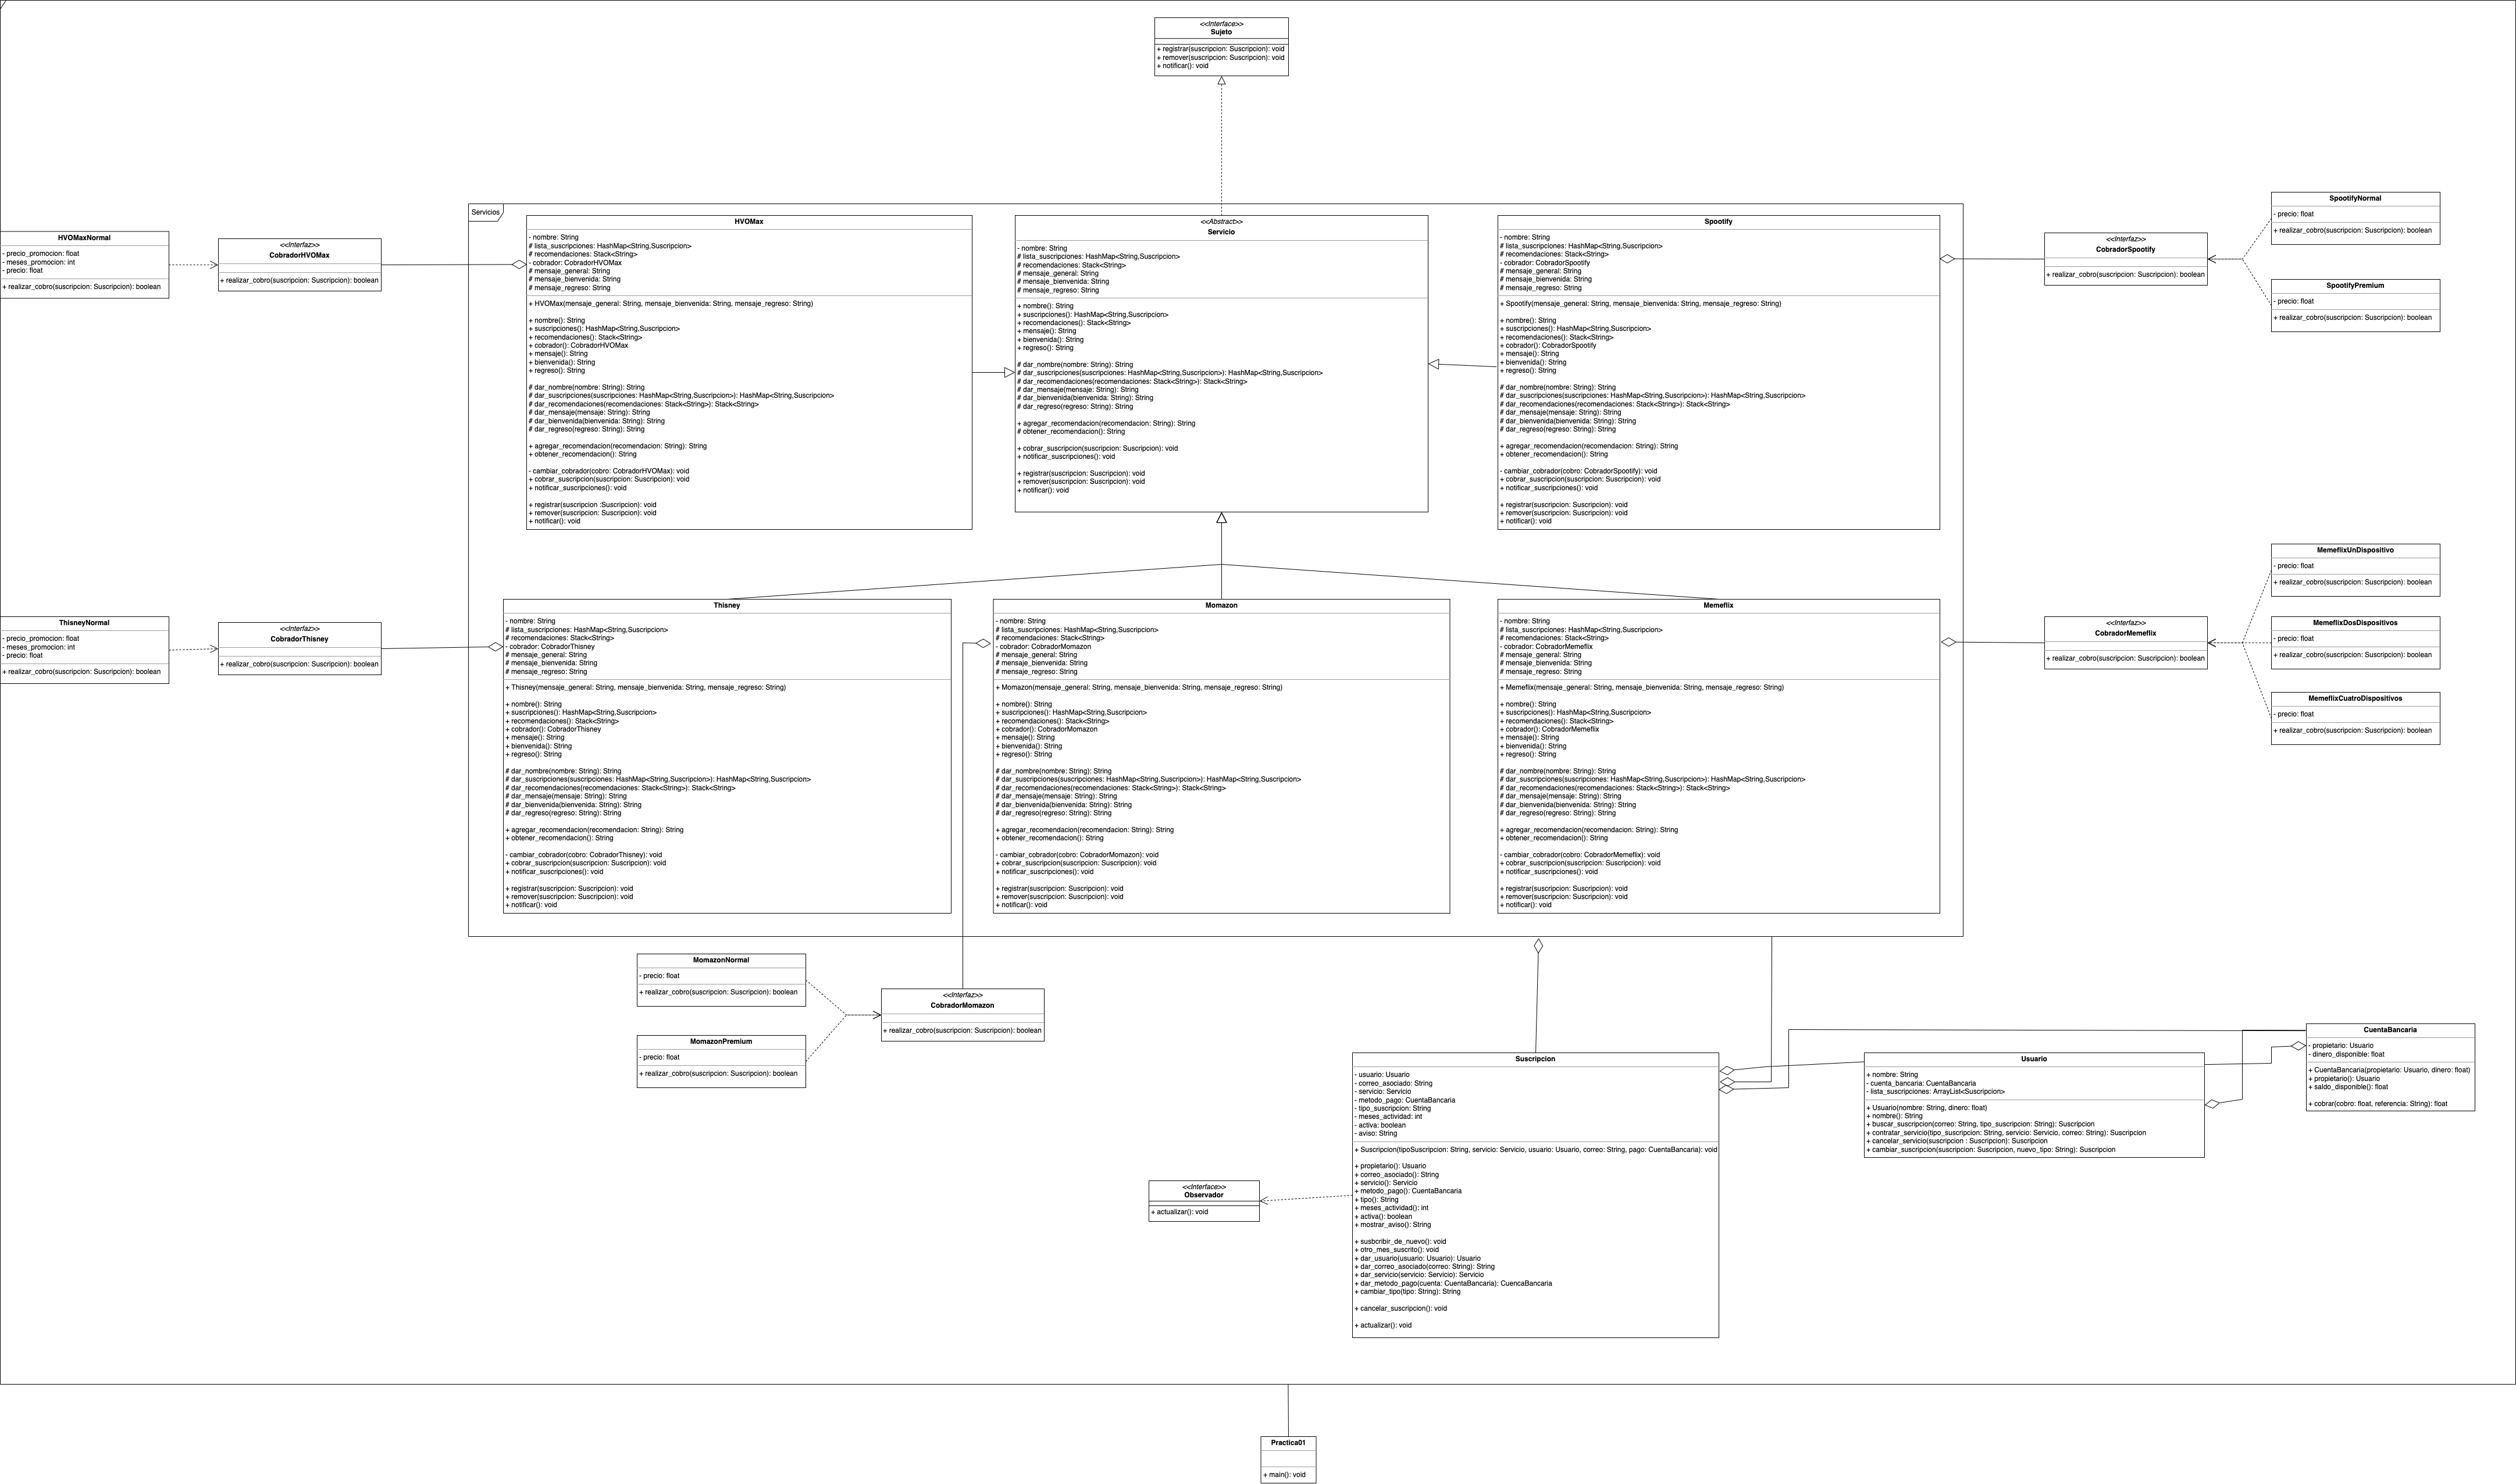 <<Interface>>
Sujeto
+ registrar(suscripcion: Suscripcion): void
+ remover(suscripcion: Suscripcion): void
+ notificar(): void
Servicios
HVOMaxNormal
- precio_promocion: float
- meses_promocion: int
- precio: float
+ realizar_cobro(suscripcion: Suscripcion): boolean
<<Interfaz>>
CobradorHVOMax
+ realizar_cobro(suscripcion: Suscripcion): boolean
HVOMax
- nombre: String
# lista_suscripciones: HashMap<String,Suscripcion>
# recomendaciones: Stack<String>
- cobrador: CobradorHVOMax
# mensaje_general: String
# mensaje_bienvenida: String
# mensaje_regreso: String
+ HVOMax(mensaje_general: String, mensaje_bienvenida: String, mensaje_regreso: String)
+ nombre(): String
+ suscripciones(): HashMap<String,Suscripcion>
+ recomendaciones(): Stack<String>
+ cobrador(): CobradorHVOMax
+ mensaje(): String
+ bienvenida(): String
+ regreso(): String
# dar_nombre(nombre: String): String
# dar_suscripciones(suscripciones: HashMap<String,Suscripcion>): HashMap<String,Suscripcion>
# dar_recomendaciones(recomendaciones: Stack<String>): Stack<String>
# dar_mensaje(mensaje: String): String
# dar_bienvenida(bienvenida: String): String
# dar_regreso(regreso: String): String
+ agregar_recomendacion(recomendacion: String): String
+ obtener_recomendacion(): String
- cambiar_cobrador(cobro: CobradorHVOMax): void
+ cobrar_suscripcion(suscripcion: Suscripcion): void
+ notificar_suscripciones(): void
+ registrar(suscripcion :Suscripcion): void
+ remover(suscripcion: Suscripcion): void
+ notificar(): void
<<Abstract>>
Servicio
- nombre: String
# lista_suscripciones: HashMap<String,Suscripcion>
# recomendaciones: Stack<String>
# mensaje_general: String
# mensaje_bienvenida: String
# mensaje_regreso: String
+ nombre(): String
+ suscripciones(): HashMap<String,Suscripcion>
+ recomendaciones(): Stack<String>
+ mensaje(): String
+ bienvenida(): String
+ regreso(): String
# dar_nombre(nombre: String): String
# dar_suscripciones(suscripciones: HashMap<String,Suscripcion>): HashMap<String,Suscripcion>
# dar_recomendaciones(recomendaciones: Stack<String>): Stack<String>
# dar_mensaje(mensaje: String): String
# dar_bienvenida(bienvenida: String): String
# dar_regreso(regreso: String): String
+ agregar_recomendacion(recomendacion: String): String
# obtener_recomendacion(): String
+ cobrar_suscripcion(suscripcion: Suscripcion): void
+ notificar_suscripciones(): void
+ registrar(suscripcion: Suscripcion): void
+ remover(suscripcion: Suscripcion): void
+ notificar(): void
Spootify
- nombre: String
# lista_suscripciones: HashMap<String,Suscripcion>
# recomendaciones: Stack<String>
- cobrador: CobradorSpootify
# mensaje_general: String
# mensaje_bienvenida: String
# mensaje_regreso: String
+ Spootify(mensaje_general: String, mensaje_bienvenida: String, mensaje_regreso: String)
+ nombre(): String
+ suscripciones(): HashMap<String,Suscripcion>
+ recomendaciones(): Stack<String>
+ cobrador(): CobradorSpootify
+ mensaje(): String
+ bienvenida(): String
+ regreso(): String
# dar_nombre(nombre: String): String
# dar_suscripciones(suscripciones: HashMap<String,Suscripcion>): HashMap<String,Suscripcion>
# dar_recomendaciones(recomendaciones: Stack<String>): Stack<String>
# dar_mensaje(mensaje: String): String
# dar_bienvenida(bienvenida: String): String
# dar_regreso(regreso: String): String
+ agregar_recomendacion(recomendacion: String): String
+ obtener_recomendacion(): String
- cambiar_cobrador(cobro: CobradorSpootify): void
+ cobrar_suscripcion(suscripcion: Suscripcion): void
+ notificar_suscripciones(): void
+ registrar(suscripcion: Suscripcion): void
+ remover(suscripcion: Suscripcion): void
+ notificar(): void
<<Interfaz>>
CobradorSpootify
+ realizar_cobro(suscripcion: Suscripcion): boolean
SpootifyNormal
- precio: float
+ realizar_cobro(suscripcion: Suscripcion): boolean
SpootifyPremium
- precio: float
+ realizar_cobro(suscripcion: Suscripcion): boolean
ThisneyNormal
- precio_promocion: float
- meses_promocion: int
- precio: float
+ realizar_cobro(suscripcion: Suscripcion): boolean
<<Interfaz>>
CobradorThisney
+ realizar_cobro(suscripcion: Suscripcion): boolean
Thisney
- nombre: String
# lista_suscripciones: HashMap<String,Suscripcion>
# recomendaciones: Stack<String>
- cobrador: CobradorThisney
# mensaje_general: String
# mensaje_bienvenida: String
# mensaje_regreso: String
+ Thisney(mensaje_general: String, mensaje_bienvenida: String, mensaje_regreso: String)
+ nombre(): String
+ suscripciones(): HashMap<String,Suscripcion>
+ recomendaciones(): Stack<String>
+ cobrador(): CobradorThisney
+ mensaje(): String
+ bienvenida(): String
+ regreso(): String
# dar_nombre(nombre: String): String
# dar_suscripciones(suscripciones: HashMap<String,Suscripcion>): HashMap<String,Suscripcion>
# dar_recomendaciones(recomendaciones: Stack<String>): Stack<String>
# dar_mensaje(mensaje: String): String
# dar_bienvenida(bienvenida: String): String
# dar_regreso(regreso: String): String
+ agregar_recomendacion(recomendacion: String): String
+ obtener_recomendacion(): String
- cambiar_cobrador(cobro: CobradorThisney): void
+ cobrar_suscripcion(suscripcion: Suscripcion): void
+ notificar_suscripciones(): void
+ registrar(suscripcion: Suscripcion): void
+ remover(suscripcion: Suscripcion): void
+ notificar(): void
Momazon
- nombre: String
# lista_suscripciones: HashMap<String,Suscripcion>
# recomendaciones: Stack<String>
- cobrador: CobradorMomazon
# mensaje_general: String
# mensaje_bienvenida: String
# mensaje_regreso: String
+ Momazon(mensaje_general: String, mensaje_bienvenida: String, mensaje_regreso: String)
+ nombre(): String
+ suscripciones(): HashMap<String,Suscripcion>
+ recomendaciones(): Stack<String>
+ cobrador(): CobradorMomazon
+ mensaje(): String
+ bienvenida(): String
+ regreso(): String
# dar_nombre(nombre: String): String
# dar_suscripciones(suscripciones: HashMap<String,Suscripcion>): HashMap<String,Suscripcion>
# dar_recomendaciones(recomendaciones: Stack<String>): Stack<String>
# dar_mensaje(mensaje: String): String
# dar_bienvenida(bienvenida: String): String
# dar_regreso(regreso: String): String
+ agregar_recomendacion(recomendacion: String): String
+ obtener_recomendacion(): String
- cambiar_cobrador(cobro: CobradorMomazon): void
+ cobrar_suscripcion(suscripcion: Suscripcion): void
+ notificar_suscripciones(): void
+ registrar(suscripcion: Suscripcion): void
+ remover(suscripcion: Suscripcion): void
+ notificar(): void
Memeflix
- nombre: String
# lista_suscripciones: HashMap<String,Suscripcion>
# recomendaciones: Stack<String>
- cobrador: CobradorMemeflix
# mensaje_general: String
# mensaje_bienvenida: String
# mensaje_regreso: String
+ Memeflix(mensaje_general: String, mensaje_bienvenida: String, mensaje_regreso: String)
+ nombre(): String
+ suscripciones(): HashMap<String,Suscripcion>
+ recomendaciones(): Stack<String>
+ cobrador(): CobradorMemeflix
+ mensaje(): String
+ bienvenida(): String
+ regreso(): String
# dar_nombre(nombre: String): String
# dar_suscripciones(suscripciones: HashMap<String,Suscripcion>): HashMap<String,Suscripcion>
# dar_recomendaciones(recomendaciones: Stack<String>): Stack<String>
# dar_mensaje(mensaje: String): String
# dar_bienvenida(bienvenida: String): String
# dar_regreso(regreso: String): String
+ agregar_recomendacion(recomendacion: String): String
+ obtener_recomendacion(): String
- cambiar_cobrador(cobro: CobradorMemeflix): void
+ cobrar_suscripcion(suscripcion: Suscripcion): void
+ notificar_suscripciones(): void
+ registrar(suscripcion: Suscripcion): void
+ remover(suscripcion: Suscripcion): void
+ notificar(): void
<<Interfaz>>
CobradorMemeflix
+ realizar_cobro(suscripcion: Suscripcion): boolean
MemeflixUnDispositivo
- precio: float
+ realizar_cobro(suscripcion: Suscripcion): boolean
MemeflixDosDispositivos
- precio: float
+ realizar_cobro(suscripcion: Suscripcion): boolean
MemeflixCuatroDispositivos
- precio: float
+ realizar_cobro(suscripcion: Suscripcion): boolean
MomazonNormal
- precio: float
+ realizar_cobro(suscripcion: Suscripcion): boolean
MomazonPremium
- precio: float
+ realizar_cobro(suscripcion: Suscripcion): boolean
<<Interfaz>>
CobradorMomazon
+ realizar_cobro(suscripcion: Suscripcion): boolean
<<Interface>>
Observador
+ actualizar(): void
Suscripcion
- usuario: Usuario
- correo_asociado: String
- servicio: Servicio
- metodo_pago: CuentaBancaria
- tipo_suscripcion: String
- meses_actividad: int
- activa: boolean
- aviso: String
+ Suscripcion(tipoSuscripcion: String, servicio: Servicio, usuario: Usuario, correo: String, pago: CuentaBancaria): void
+ propietario(): Usuario
+ correo_asociado(): String
+ servicio(): Servicio
+ metodo_pago(): CuentaBancaria
+ tipo(): String
+ meses_actividad(): int
+ activa(): boolean
+ mostrar_aviso(): String
+ susbcribir_de_nuevo(): void
+ otro_mes_suscrito(): void
+ dar_usuario(usuario: Usuario): Usuario
+ dar_correo_asociado(correo: String): String
+ dar_servicio(servicio: Servicio): Servicio
+ dar_metodo_pago(cuenta: CuentaBancaria): CuencaBancaria
+ cambiar_tipo(tipo: String): String
+ cancelar_suscripcion(): void
+ actualizar(): void
Usuario
+ nombre: String
- cuenta_bancaria: CuentaBancaria
- lista_suscripciones: ArrayList<Suscripcion>
+ Usuario(nombre: String, dinero: float)
+ nombre(): String
+ buscar_suscripcion(correo: String, tipo_suscripcion: String): Suscripcion
+ contratar_servicio(tipo_suscripcion: String, servicio: Servicio, correo: String): Suscripcion
+ cancelar_servicio(suscripcion : Suscripcion): Suscripcion
+ cambiar_suscripcion(suscripcion: Suscripcion, nuevo_tipo: String): Suscripcion
CuentaBancaria
- propietario: Usuario
- dinero_disponible: float
+ CuentaBancaria(propietario: Usuario, dinero: float)
+ propietario(): Usuario
+ saldo_disponible(): float
+ cobrar(cobro: float, referencia: String): float
Practica01
+ main(): void